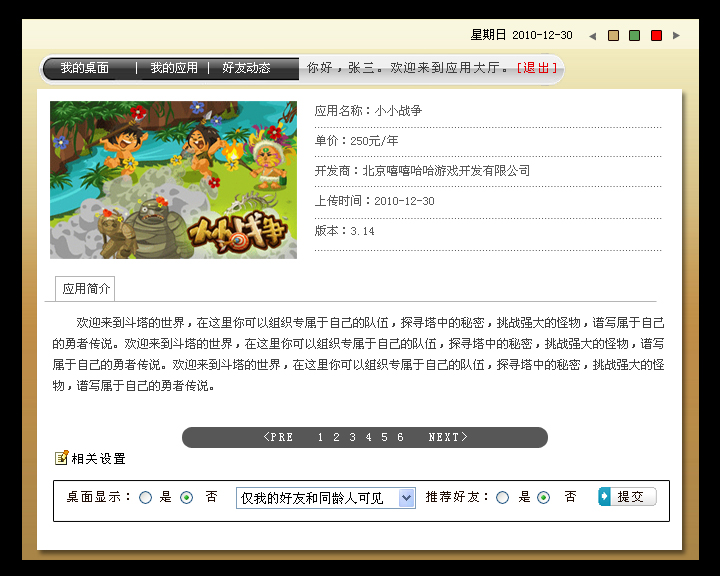 星期日 2010-12-30
我的桌面 | 我的应用 | 好友动态 你好，张三。欢迎来到应用大厅。[退出]
应用名称：小小战争
单价：250元/年
开发商：北京嘻嘻哈哈游戏开发有限公司
上传时间：2010-12-30
版本：3.14
小小战争
应用简介
欢迎来到斗塔的世界，在这里你可以组织专属于自己的队伍，探寻塔中的秘密，挑战强大的怪物，谱写属于自己
的勇者传说。欢迎来到斗塔的世界，在这里你可以组织专属于自己的队伍，探寻塔中的秘密，挑战强大的怪物，谱写
属于自己的勇者传说。欢迎来到斗塔的世界，在这里你可以组织专属于自己的队伍，探寻塔中的秘密，挑战强大的怪
物，谱写属于自己的勇者传说。
<PRE 1 2 3 4 5 6 NEXT>
相关设置
桌面显示：是 否 仅我的好友和同龄人可见 推荐好友：是 否 提交